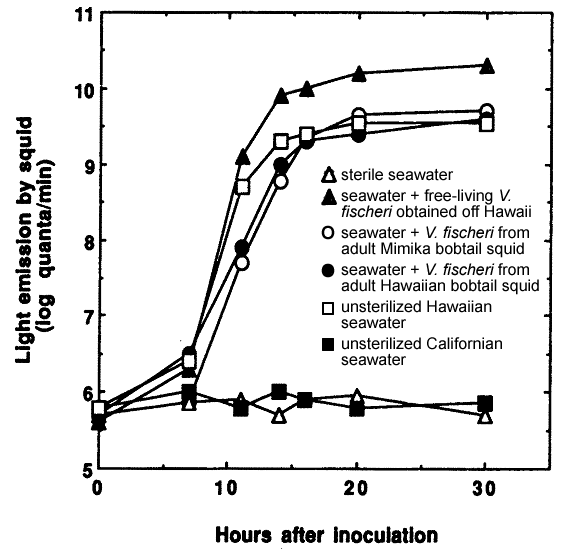 11
10
9
8
7
6
5
Light emission by squid
(log quanta/min)
sterile seawater
seawater + free-living V.
fischeri obtained off Hawaii
seawater + V. fischeri from
adult Mimika bobtail squid
seawater + V. fischeri from
adult Hawaiian bobtail squid
unsterilized Hawaiian
seawater
unsterilized Californian
seawater
0
10
20
30
Hours after inoculation